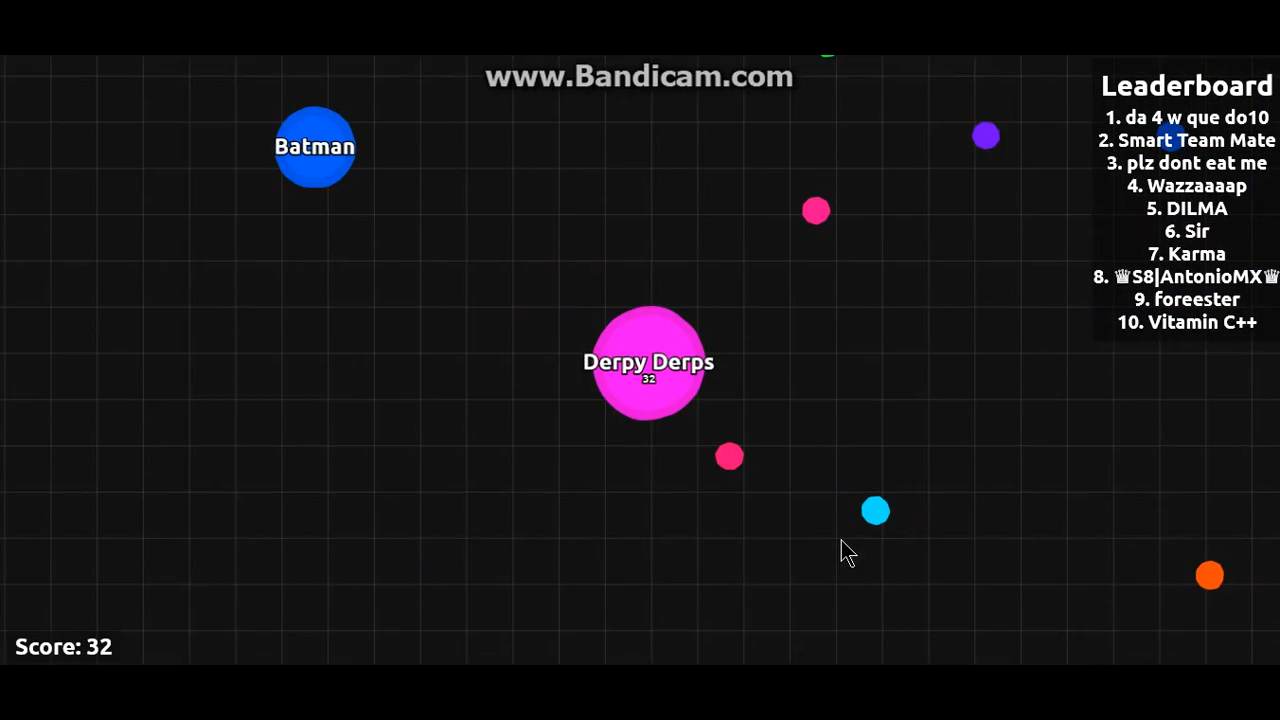 www.Bandicam.com
Leaderboard
1. da 4 w que do10
2. Smart Team Mate
3. plz dont eat me
4. Wazzaaaap
5. DILMA
6. Sir
7. Karma
8. ♕S8|AntonioMX♕
9. foreester
10. Vitamin C++
Batman
Derpy Derps
32
Score: 32